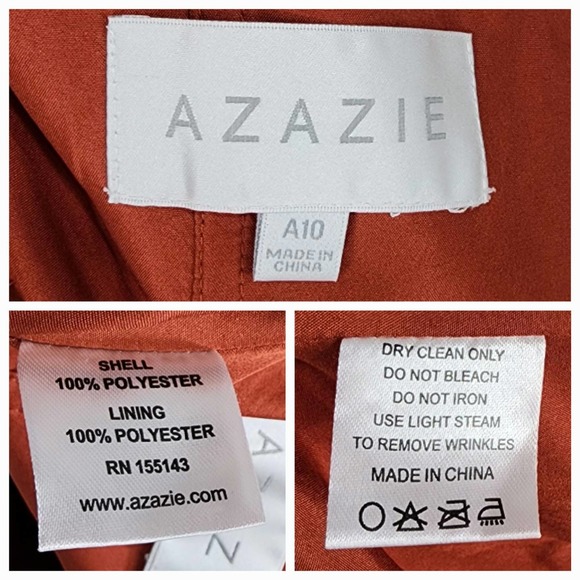 AZAZIE
A10
MADE IN
CHINA
SHELL
100% POLYESTER
LINING
100% POLYESTER
RN 155143
www.azazie.com
A Z
DRY CLEAN ONLY
DO NOT BLEACH
DO NOT IRON
USE LIGHT STEAM
TO REMOVE WRINKLES
MADE IN CHINA